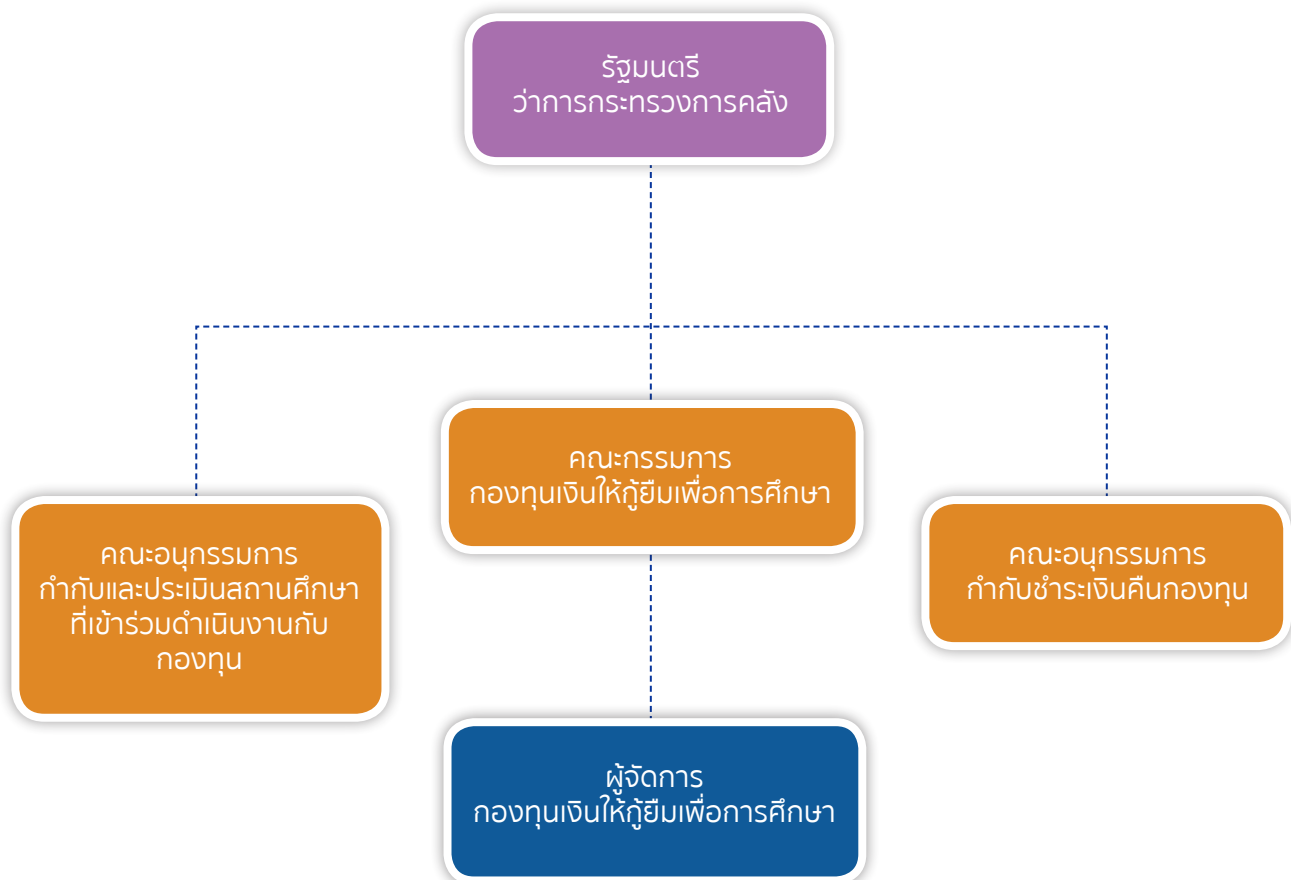 รัฐมนตรี
ว่าการกระทรวงการคลัง
คณะกรรมการ
กองทุนเงินให้กู้ยืมเพื่อการศึกษา
คณะอนุกรรมการ
กำกับและประเมินสถานศึกษา
ที่เข้าร่วมดำเนินงานกับ
กองทุน
คณะอนุกรรมการ
กำกับชำระเงินคืนกองทุน
ผู้จัดการ
กองทุนเงินให้กู้ยืมเพื่อการศึกษา